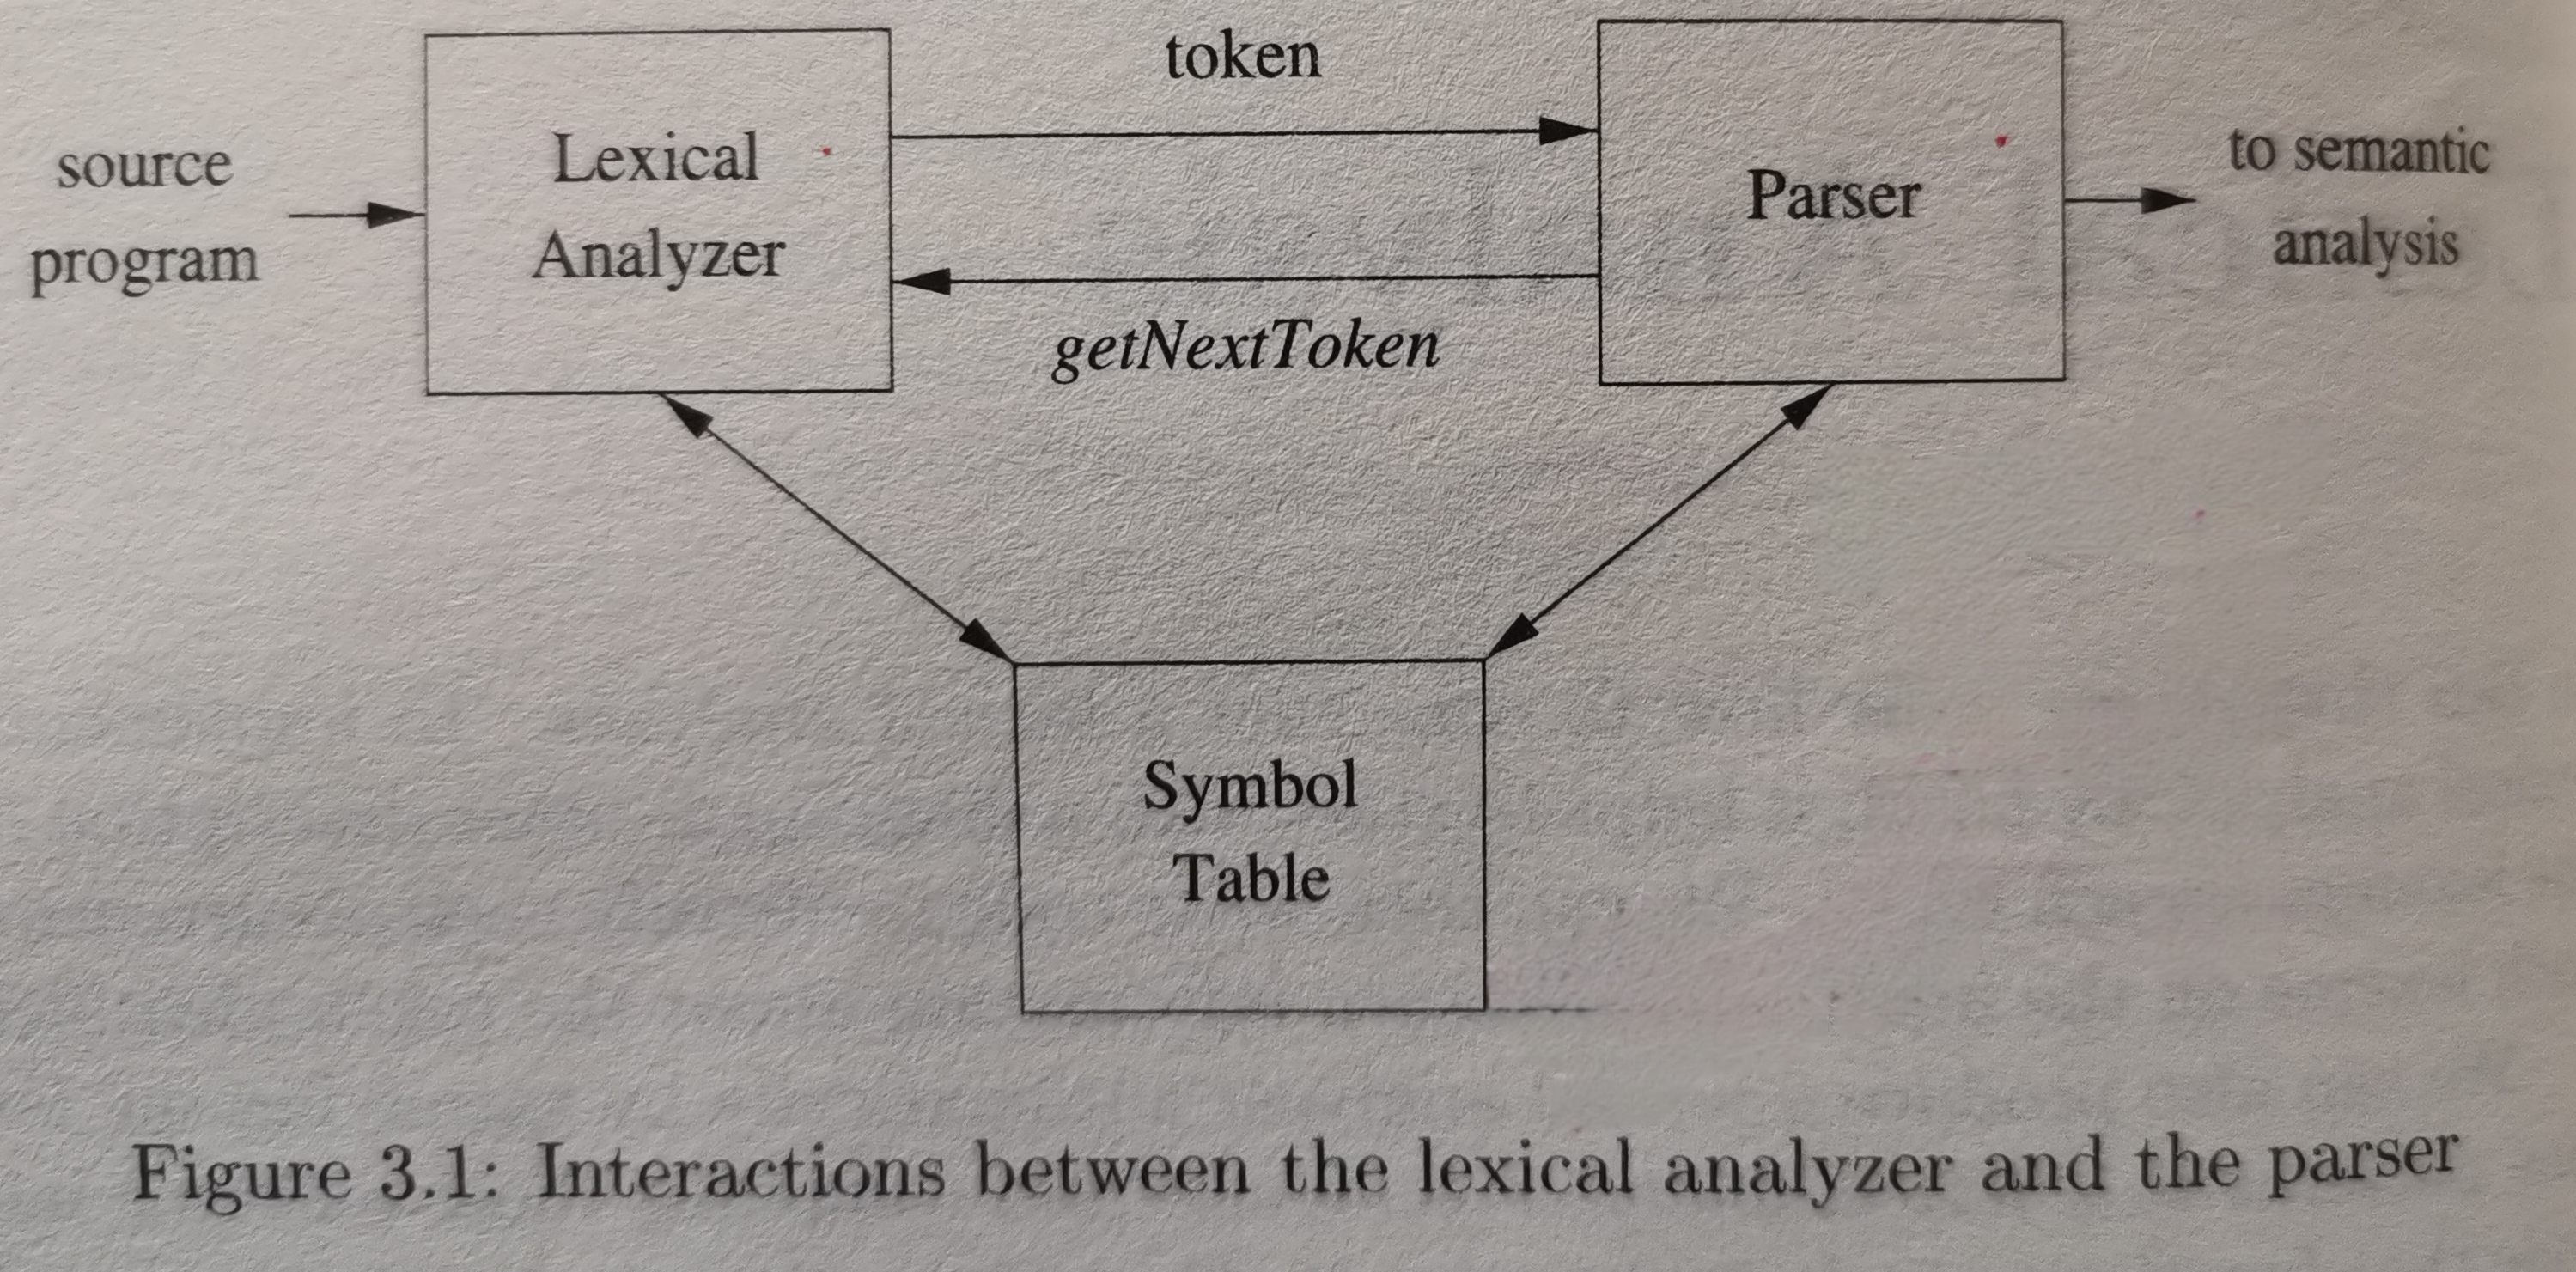 token
source
program
Lexical
Analyzer
Parser
to semantic
analysis
getNextToken
Symbol
Table
Figure 3.1: Interactions between the lexical analyzer and the parser